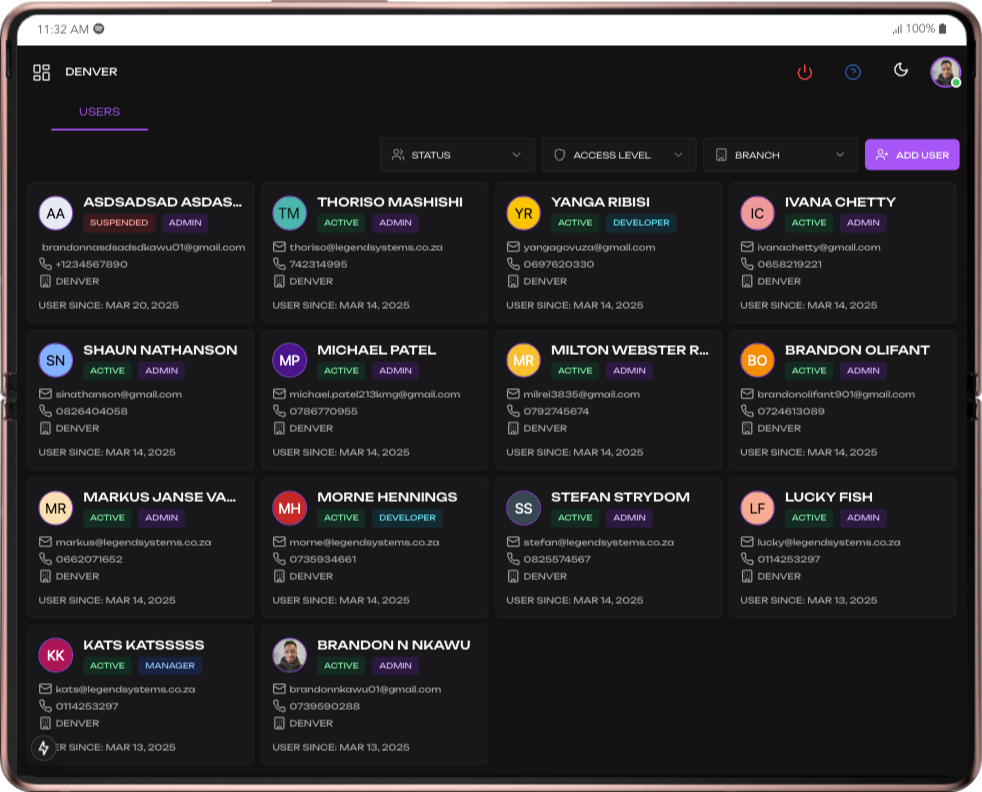 11:32 AM
100%
DENVER
USERS
STATUS
ACCESS LEVEL
BRANCH
ADD USER
AA
ASDSADSAD ASDAS...
SUSPENDED
ADMIN
brandonnasdsadsdkawu01@gmail.com
+1234567890
DENVER
USER SINCE: MAR 20, 2025
TM
THORISO MASHISHI
ACTIVE
ADMIN
thoriso@legendsystems.co.za
742314995
DENVER
USER SINCE: MAR 14, 2025
YR
YANGA RIBISI
ACTIVE
DEVELOPER
yangagovuza@gmail.com
0697620330
DENVER
USER SINCE: MAR 14, 2025
IC
IVANA CHETTY
ACTIVE
ADMIN
ivanachetty@gmail.com
0658219221
DENVER
USER SINCE: MAR 14, 2025
SN
SHAUN NATHANSON
ACTIVE
ADMIN
sinathanson@gmail.com
0826404058
DENVER
USER SINCE: MAR 14, 2025
MP
MICHAEL PATEL
ACTIVE
ADMIN
michael.patel213kmg@gmail.com
0786770955
DENVER
USER SINCE: MAR 14, 2025
MR
MILTON WEBSTER R...
ACTIVE
ADMIN
milrei3835@gmail.com
0792745674
DENVER
USER SINCE: MAR 14, 2025
BO
BRANDON OLIFANT
ACTIVE
ADMIN
brandonolifant901@gmail.com
0724613089
DENVER
USER SINCE: MAR 14, 2025
MR
MARKUS JANSE VA...
ACTIVE
ADMIN
markus@legendsystems.co.za
0662071652
DENVER
USER SINCE: MAR 14, 2025
MH
MORNE HENNINGS
ACTIVE
DEVELOPER
morne@legendsystems.co.za
0735934661
DENVER
USER SINCE: MAR 14, 2025
SS
STEFAN STRYDOM
ACTIVE
ADMIN
stefan@legendsystems.co.za
0825574567
DENVER
USER SINCE: MAR 14, 2025
LF
LUCKY FISH
ACTIVE
ADMIN
lucky@legendsystems.co.za
0114253297
DENVER
USER SINCE: MAR 13, 2025
KK
KATS KATSSSSS
ACTIVE
MANAGER
kats@legendsystems.co.za
0114253297
DENVER
ER SINCE: MAR 13, 2025
BRANDON N NKAWU
ACTIVE
ADMIN
brandonnkawu01@gmail.com
0739590288
DENVER
USER SINCE: MAR 13, 2025